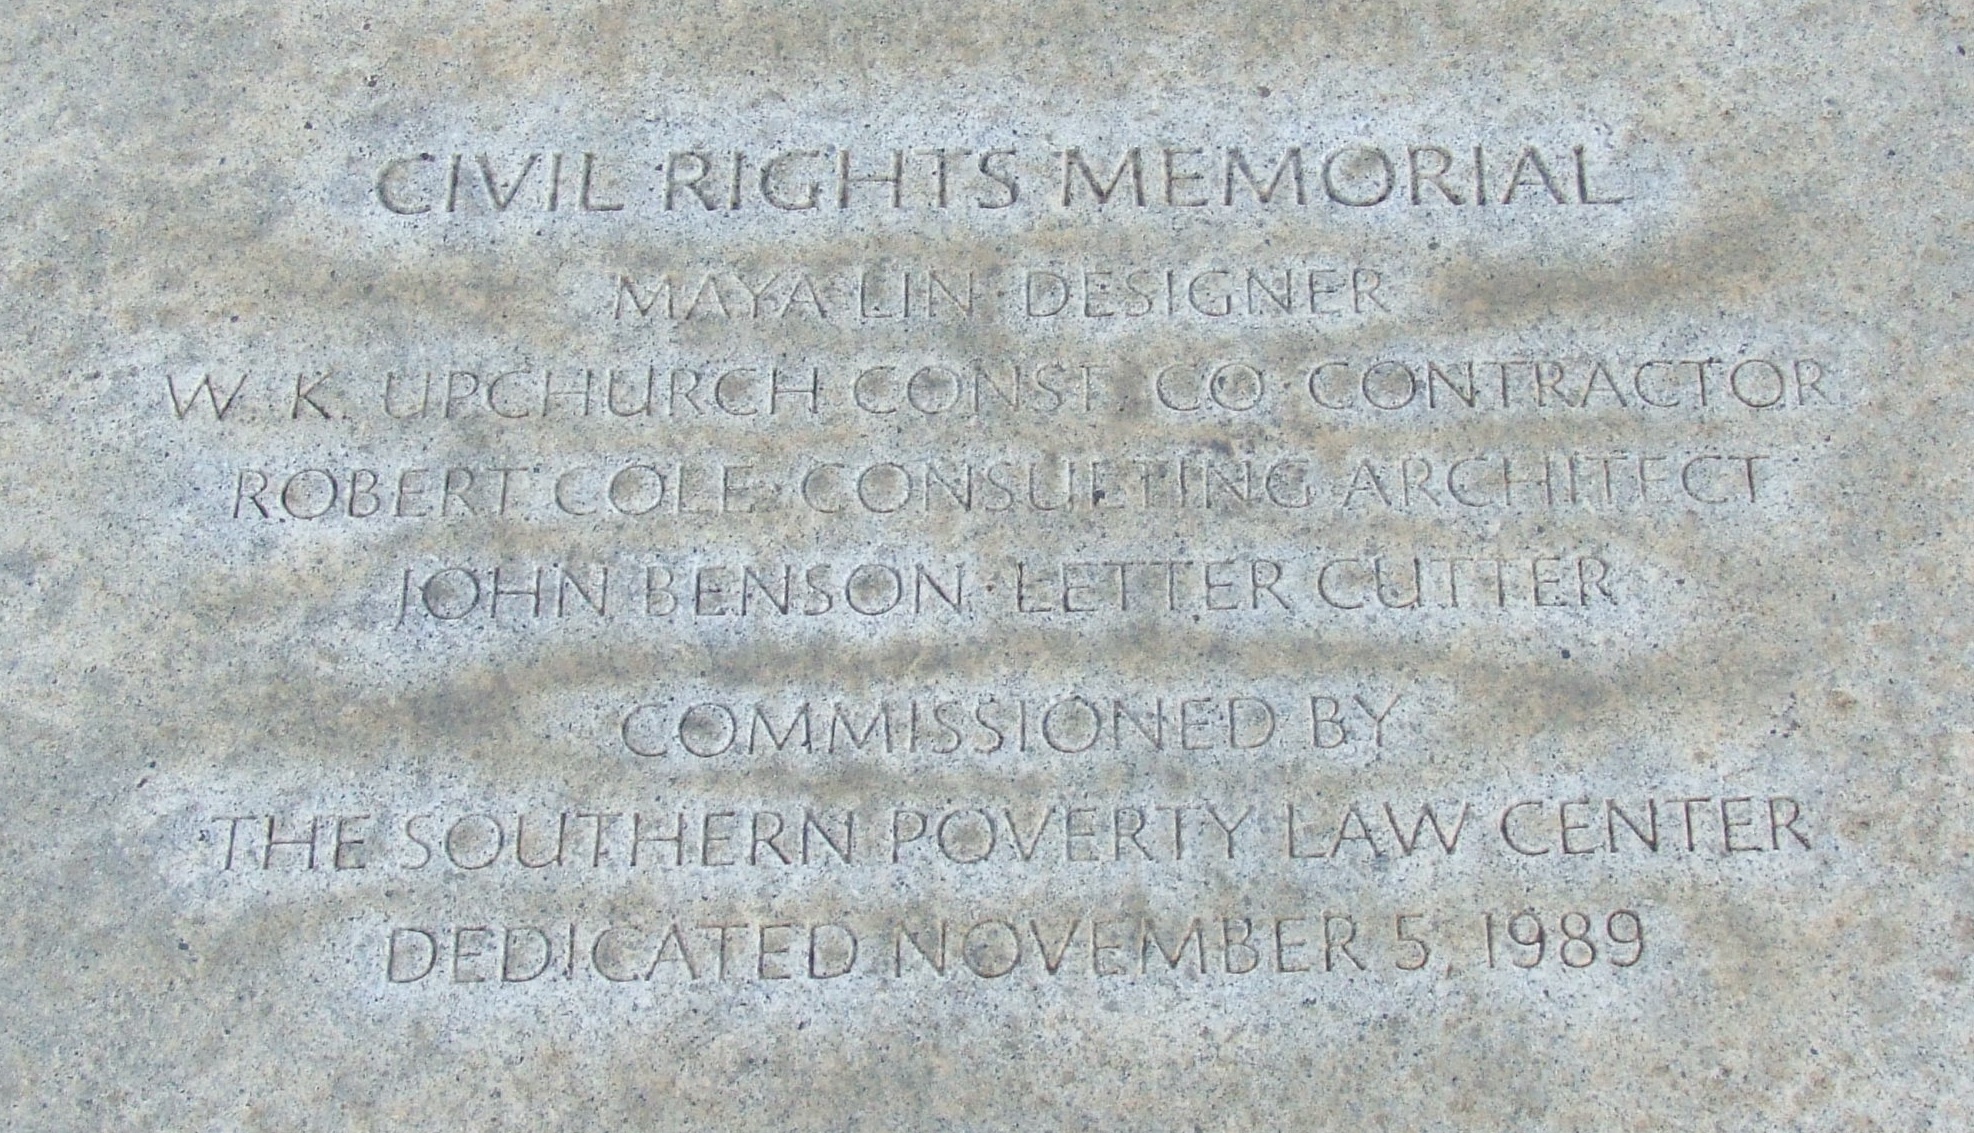 CIVIL RIGHTS MEMORIAL
MAYA LIN DESIGNER
W. K. UPCHURCH CONST CO CONTRACTOR
ROBERT COLE CONSULTING ARCHITECT
JOHN BENSON · LETTER CUTTER
COMMISSIONED BY
THE SOUTHERN POVERTY LAW CENTER
DEDICATED NOVEMBER 5, 1989